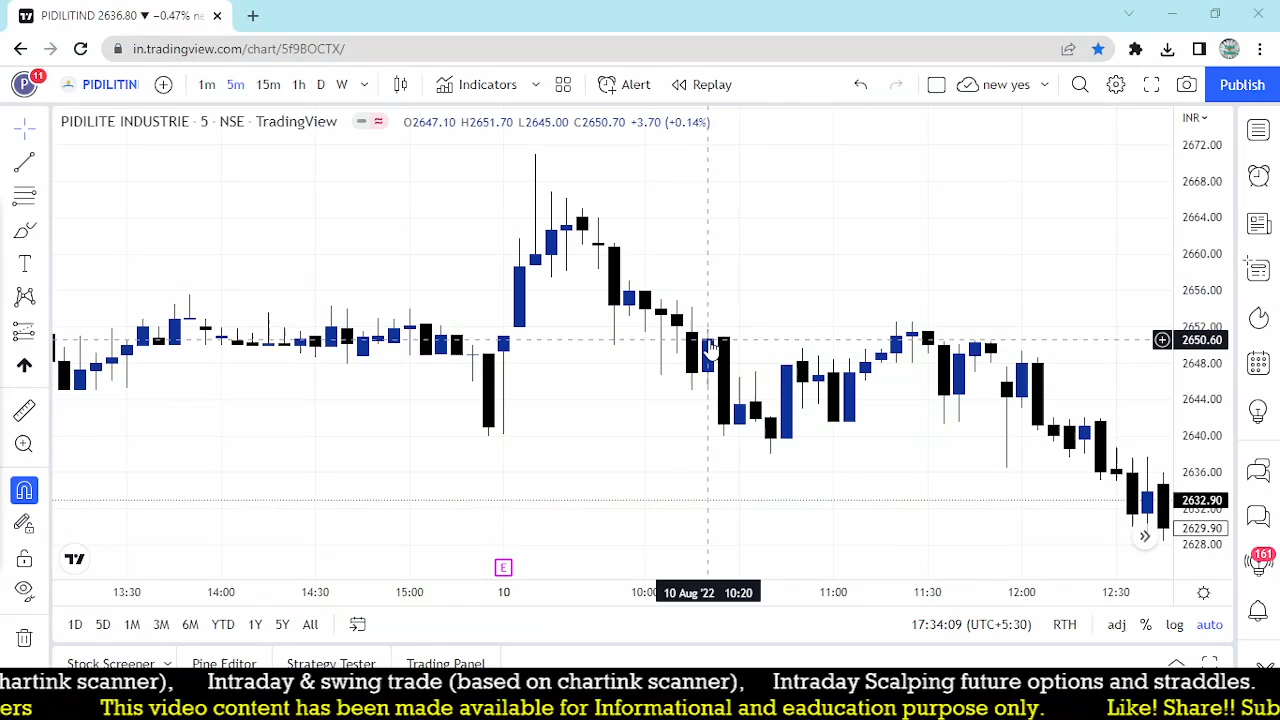 PIDILITIND 2636.80 ▼ −0.47% ne
in.tradingview.com/chart/5f9BOCTX/
P 11 PIDILITIN 1m 5m 15m 1h D W Indicators Alert Replay new yes Publish
PIDILITE INDUSTRIE · 5 · NSE · TradingView O2647.10 H2651.70 L2645.00 C2650.70 +3.70 (+0.14%) INR
2672.00
2668.00
2664.00
2660.00
2656.00
2652.00
2650.60
2648.00
2644.00
2640.00
2636.00
2632.90
2632.00
2629.90
2628.00
161
E
13:30 14:00 14:30 15:00 10 10:00 10 Aug '22 10:20 11:00 11:30 12:00 12:30
1D 5D 1M 3M 6M YTD 1Y 5Y All 17:34:09 (UTC+5:30) RTH adj % log auto
Stock Screener Pine Editor Strategy Tester Trading Panel
hartink scanner), Intraday & swing trade (based on chartink scanner), Intraday Scalping future options and straddles.
ers This video content has been made available for Informational and eaducation purpose only. Like! Share!! Sub